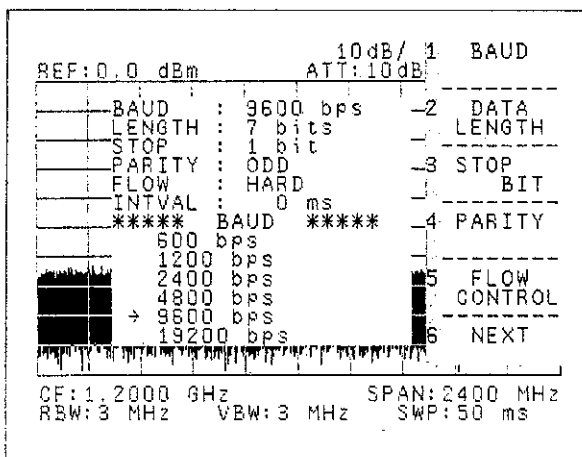 10dB/
REF:0.0 dBm ATT:10dB
BAUD : 9600 bps
LENGTH : 7 bits
STOP : 1 bit
PARITY : ODD
FLOW : HARD
INTVAL : 0 ms
***** BAUD *****
600 bps
1200 bps
2400 bps
4800 bps
→ 9600 bps
19200 bps
1 BAUD
2 DATA
LENGTH
3 STOP
BIT
4 PARITY
5 FLOW
CONTROL
6 NEXT
CF:1.2000 GHz SPAN:2400 MHz
RBW:3 MHz VBW:3 MHz SWP:50 ms